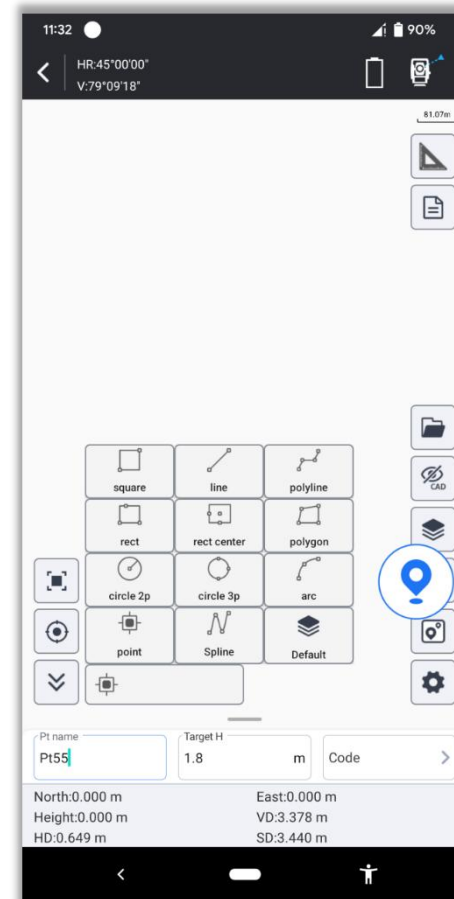 11:32
90%
HR:45°00'00"
V:79°09'18"
81.07m
CAD
square line polyline
rect rect center polygon
circle 2p circle 3p arc
point Spline Default
Pt name Target H
Pt55 1.8 m Code
North:0.000 m East:0.000 m
Height:0.000 m VD:3.378 m
HD:0.649 m SD:3.440 m